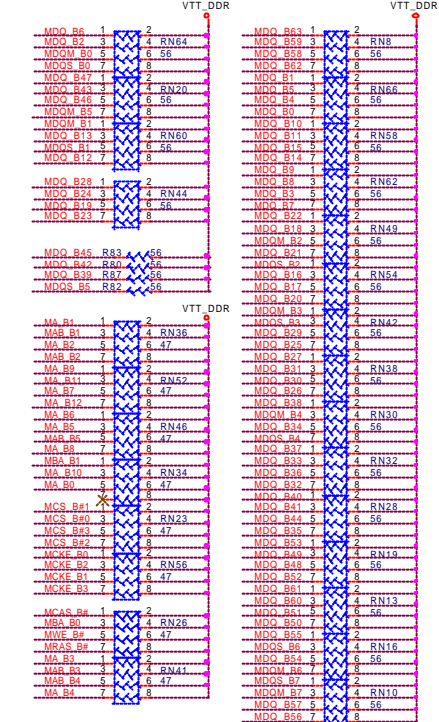 VTT_DDR
MDQ_B6 1 2
MDQ_B2 3 4 RN64
MDQM_B0 5 6 56
MDQS_B0 7 8
MDQ_B47 1 2
MDQ_B43 3 4 RN20
MDQ_B46 5 6 56
MDQM_B5 7 8
MDQM_B1 1 2
MDQ_B13 3 4 RN60
MDQS_B1 5 6 56
MDQ_B12 7 8
MDQ_B28 1 2
MDQ_B24 3 4 RN44
MDQ_B19 5 6 56
MDQ_B23 7 8
MDQ_B45 R83 56
MDQ_B42 R80 56
MDQ_B39 R87 56
MDQS_B5 R82 56
VTT_DDR
MA_B1 1 2
MAB_B1 3 4 RN36
MA_B2 5 6 47
MAB_B2 7 8
MA_B9 1 2
MA_B11 3 4 RN52
MA_B7 5 6 47
MA_B12 7 8
MA_B6 1 2
MA_B5 3 4 RN46
MAB_B5 5 6 47
MA_B8 7 8
MBA_B1 1 2
MA_B10 3 4 RN34
MA_B0 5 6 47
7 8
MCS_B#1 1 2
MCS_B#0 3 4 RN23
MCS_B#3 5 6 47
MCS_B#2 7 8
MCKE_B0 1 2
MCKE_B2 3 4 RN56
MCKE_B1 5 6 47
MCKE_B3 7 8
MCAS_B# 1 2
MBA_B0 3 4 RN26
MWE_B# 5 6 47
MRAS_B# 7 8
MA_B3 1 2
MAB_B3 3 4 RN41
MAB_B4 5 6 47
MA_B4 7 8
VTT_DDR
MDQ_B63 1 2
MDQ_B59 3 4 RN8
MDQ_B58 5 6 56
MDQ_B62 7 8
MDQ_B1 1 2
MDQ_B5 3 4 RN66
MDQ_B4 5 6 56
MDQ_B0 7 8
MDQ_B10 1 2
MDQ_B11 3 4 RN58
MDQ_B15 5 6 56
MDQ_B14 7 8
MDQ_B9 1 2
MDQ_B8 3 4 RN62
MDQ_B3 5 6 56
MDQ_B7 7 8
MDQ_B22 1 2
MDQ_B18 3 4 RN49
MDQM_B2 5 6 56
MDQ_B21 7 8
MDQS_B2 1 2
MDQ_B16 3 4 RN54
MDQ_B17 5 6 56
MDQ_B20 7 8
MDQM_B3 1 2
MDQS_B3 3 4 RN42
MDQ_B29 5 6 56
MDQ_B25 7 8
MDQ_B27 1 2
MDQ_B31 3 4 RN38
MDQ_B30 5 6 56
MDQ_B26 7 8
MDQ_B38 1 2
MDQM_B4 3 4 RN30
MDQ_B34 5 6 56
MDQS_B4 7 8
MDQ_B37 1 2
MDQ_B33 3 4 RN32
MDQ_B36 5 6 56
MDQ_B32 7 8
MDQ_B40 1 2
MDQ_B41 3 4 RN28
MDQ_B44 5 6 56
MDQ_B35 7 8
MDQ_B53 1 2
MDQ_B49 3 4 RN19
MDQ_B48 5 6 56
MDQ_B52 7 8
MDQ_B61 1 2
MDQ_B60 3 4 RN13
MDQ_B51 5 6 56
MDQ_B50 7 8
MDQ_B55 1 2
MDQS_B6 3 4 RN16
MDQ_B54 5 6 56
MDQM_B6 7 8
MDQS_B7 1 2
MDQM_B7 3 4 RN10
MDQ_B57 5 6 56
MDQ_B56 7 8